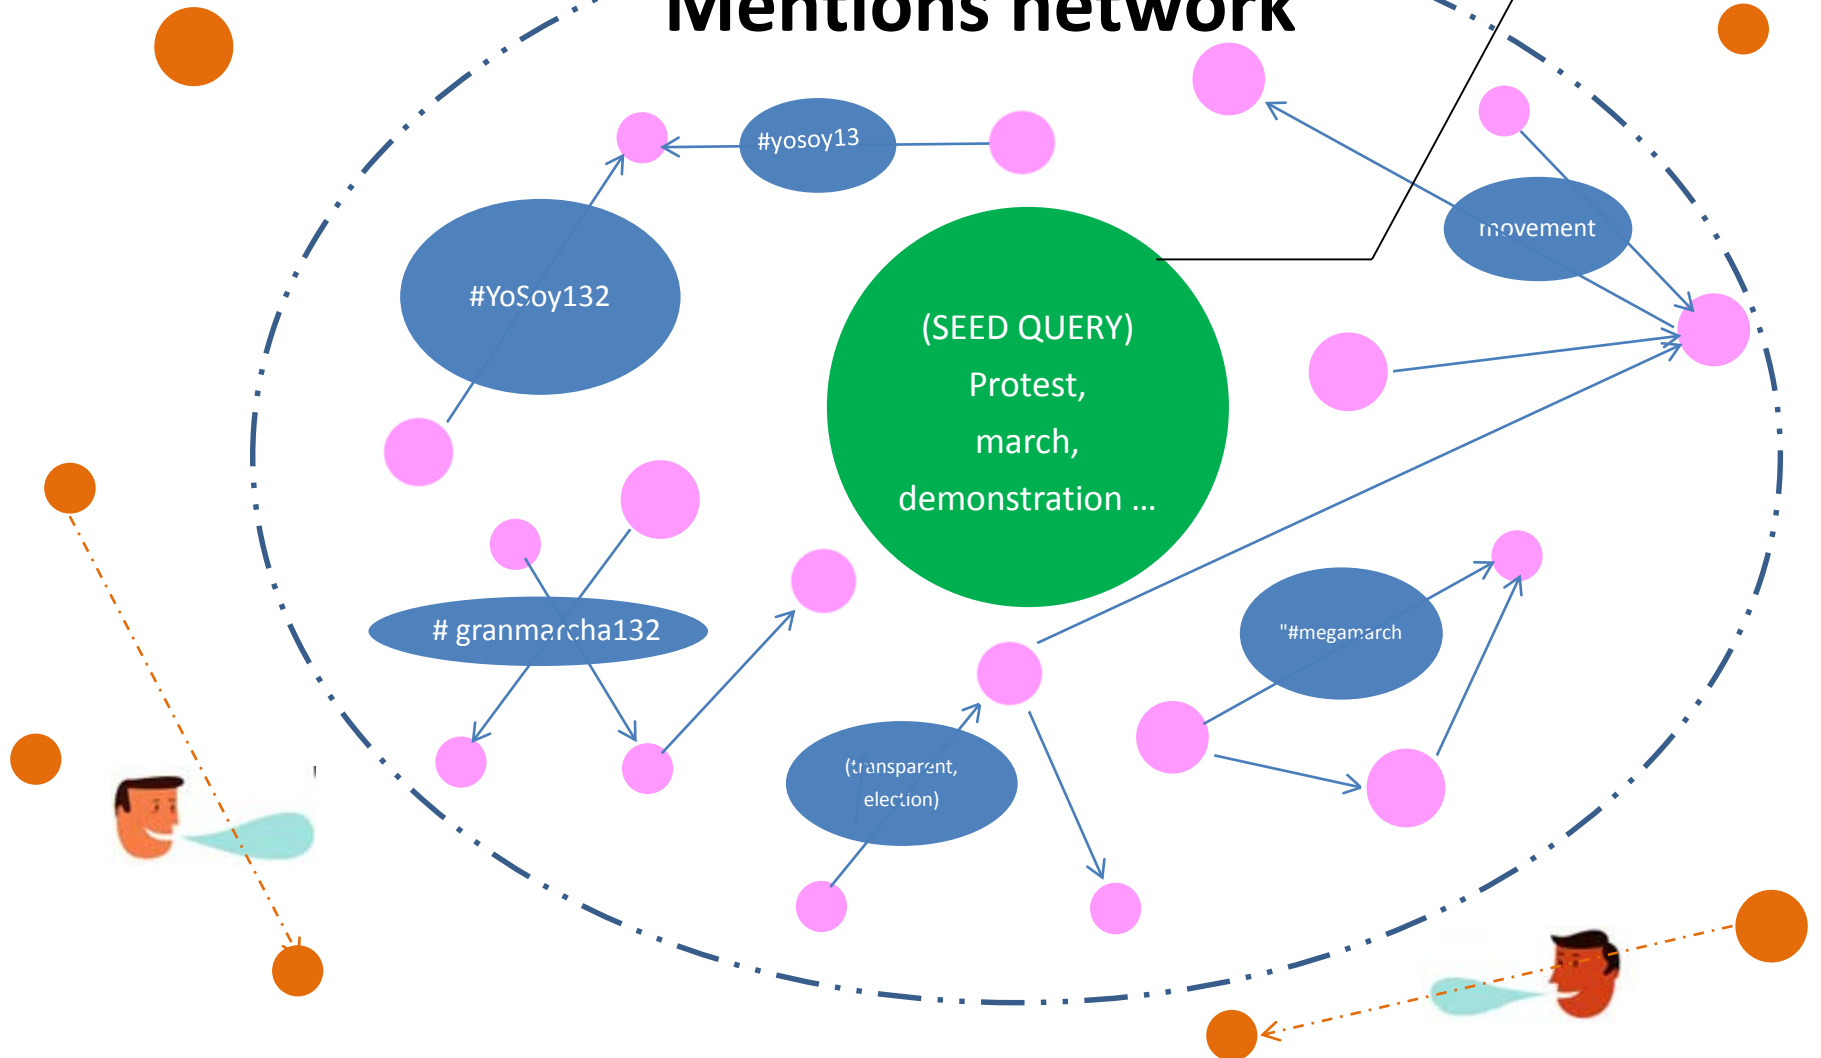 Mentions network
#yosoy13
movement
#YoSoy132
(SEED QUERY)
Protest,
march,
demonstration ...
# granmarcha132
"#megamarch
(transparent,
election)